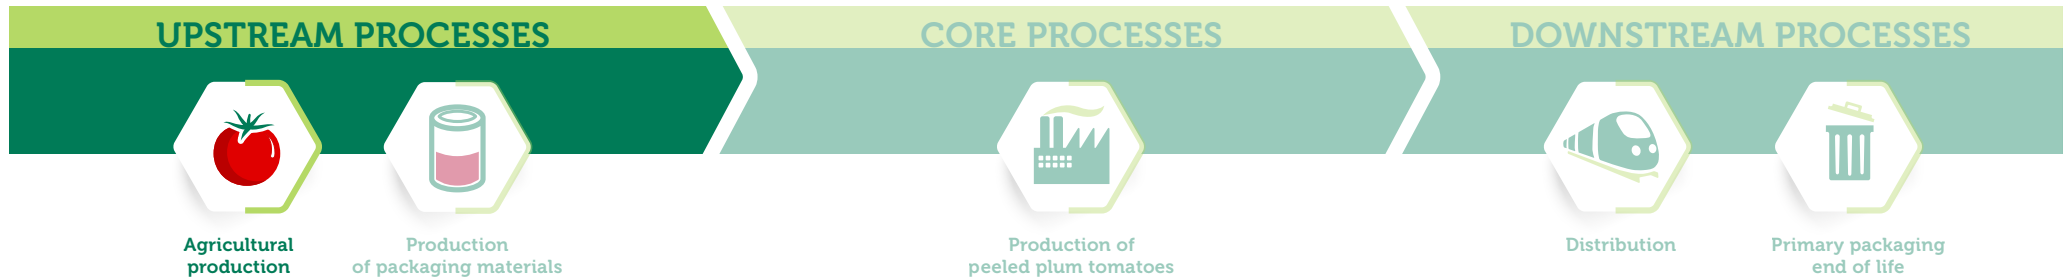 UPSTREAM PROCESSES
CORE PROCESSES
DOWNSTREAM PROCESSES
Agricultural
production
Production
of packaging materials
Production of
peeled plum tomatoes
Distribution
Primary packaging
end of life